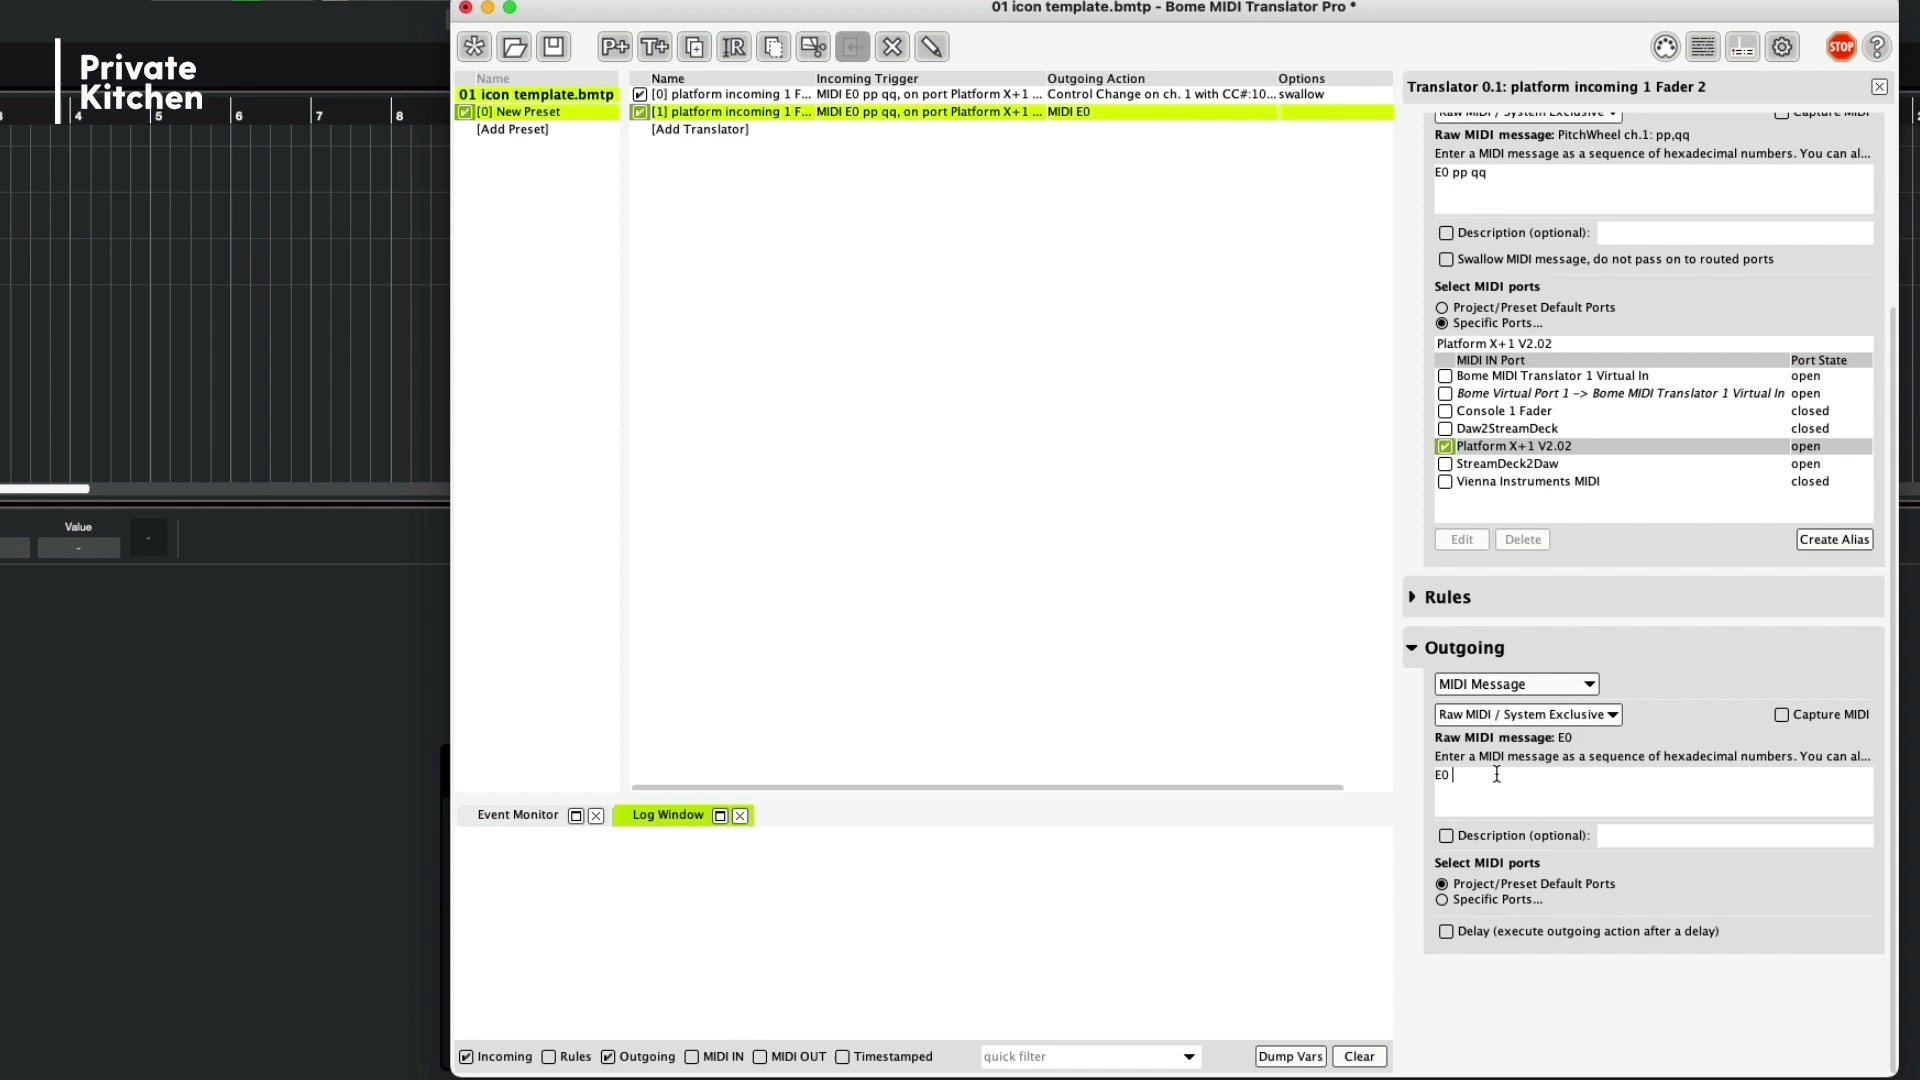 01 icon template.bmtp - Bome MIDI Translator Pro *
Private
Kitchen
STOP
Name
01 icon template.bmtp
[0] New Preset
[Add Preset]
Name Incoming Trigger Outgoing Action Options
[0] platform incoming 1 F... MIDI E0 pp qq, on port Platform X+1 ... Control Change on ch. 1 with CC#:10... swallow
[1] platform incoming 1 F... MIDI E0 pp qq, on port Platform X+1 ... MIDI E0
[Add Translator]
4 5 6 7 8
Value
-
Translator 0.1: platform incoming 1 Fader 2
Raw MIDI / System Exclusive Capture MIDI
Raw MIDI message: PitchWheel ch.1: pp,qq
Enter a MIDI message as a sequence of hexadecimal numbers. You can al...
E0 pp qq
Description (optional):
Swallow MIDI message, do not pass on to routed ports
Select MIDI ports
Project/Preset Default Ports
Specific Ports...
Platform X+1 V2.02
MIDI IN Port Port State
Bome MIDI Translator 1 Virtual In open
Bome Virtual Port 1 -> Bome MIDI Translator 1 Virtual In open
Console 1 Fader closed
Daw2StreamDeck closed
Platform X+1 V2.02 open
StreamDeck2Daw open
Vienna Instruments MIDI closed
Edit Delete Create Alias
Rules
Outgoing
MIDI Message
Raw MIDI / System Exclusive Capture MIDI
Raw MIDI message: E0
Enter a MIDI message as a sequence of hexadecimal numbers. You can al...
E0
Description (optional):
Select MIDI ports
Project/Preset Default Ports
Specific Ports...
Delay (execute outgoing action after a delay)
Event Monitor Log Window
Incoming Rules Outgoing MIDI IN MIDI OUT Timestamped quick filter Dump Vars Clear